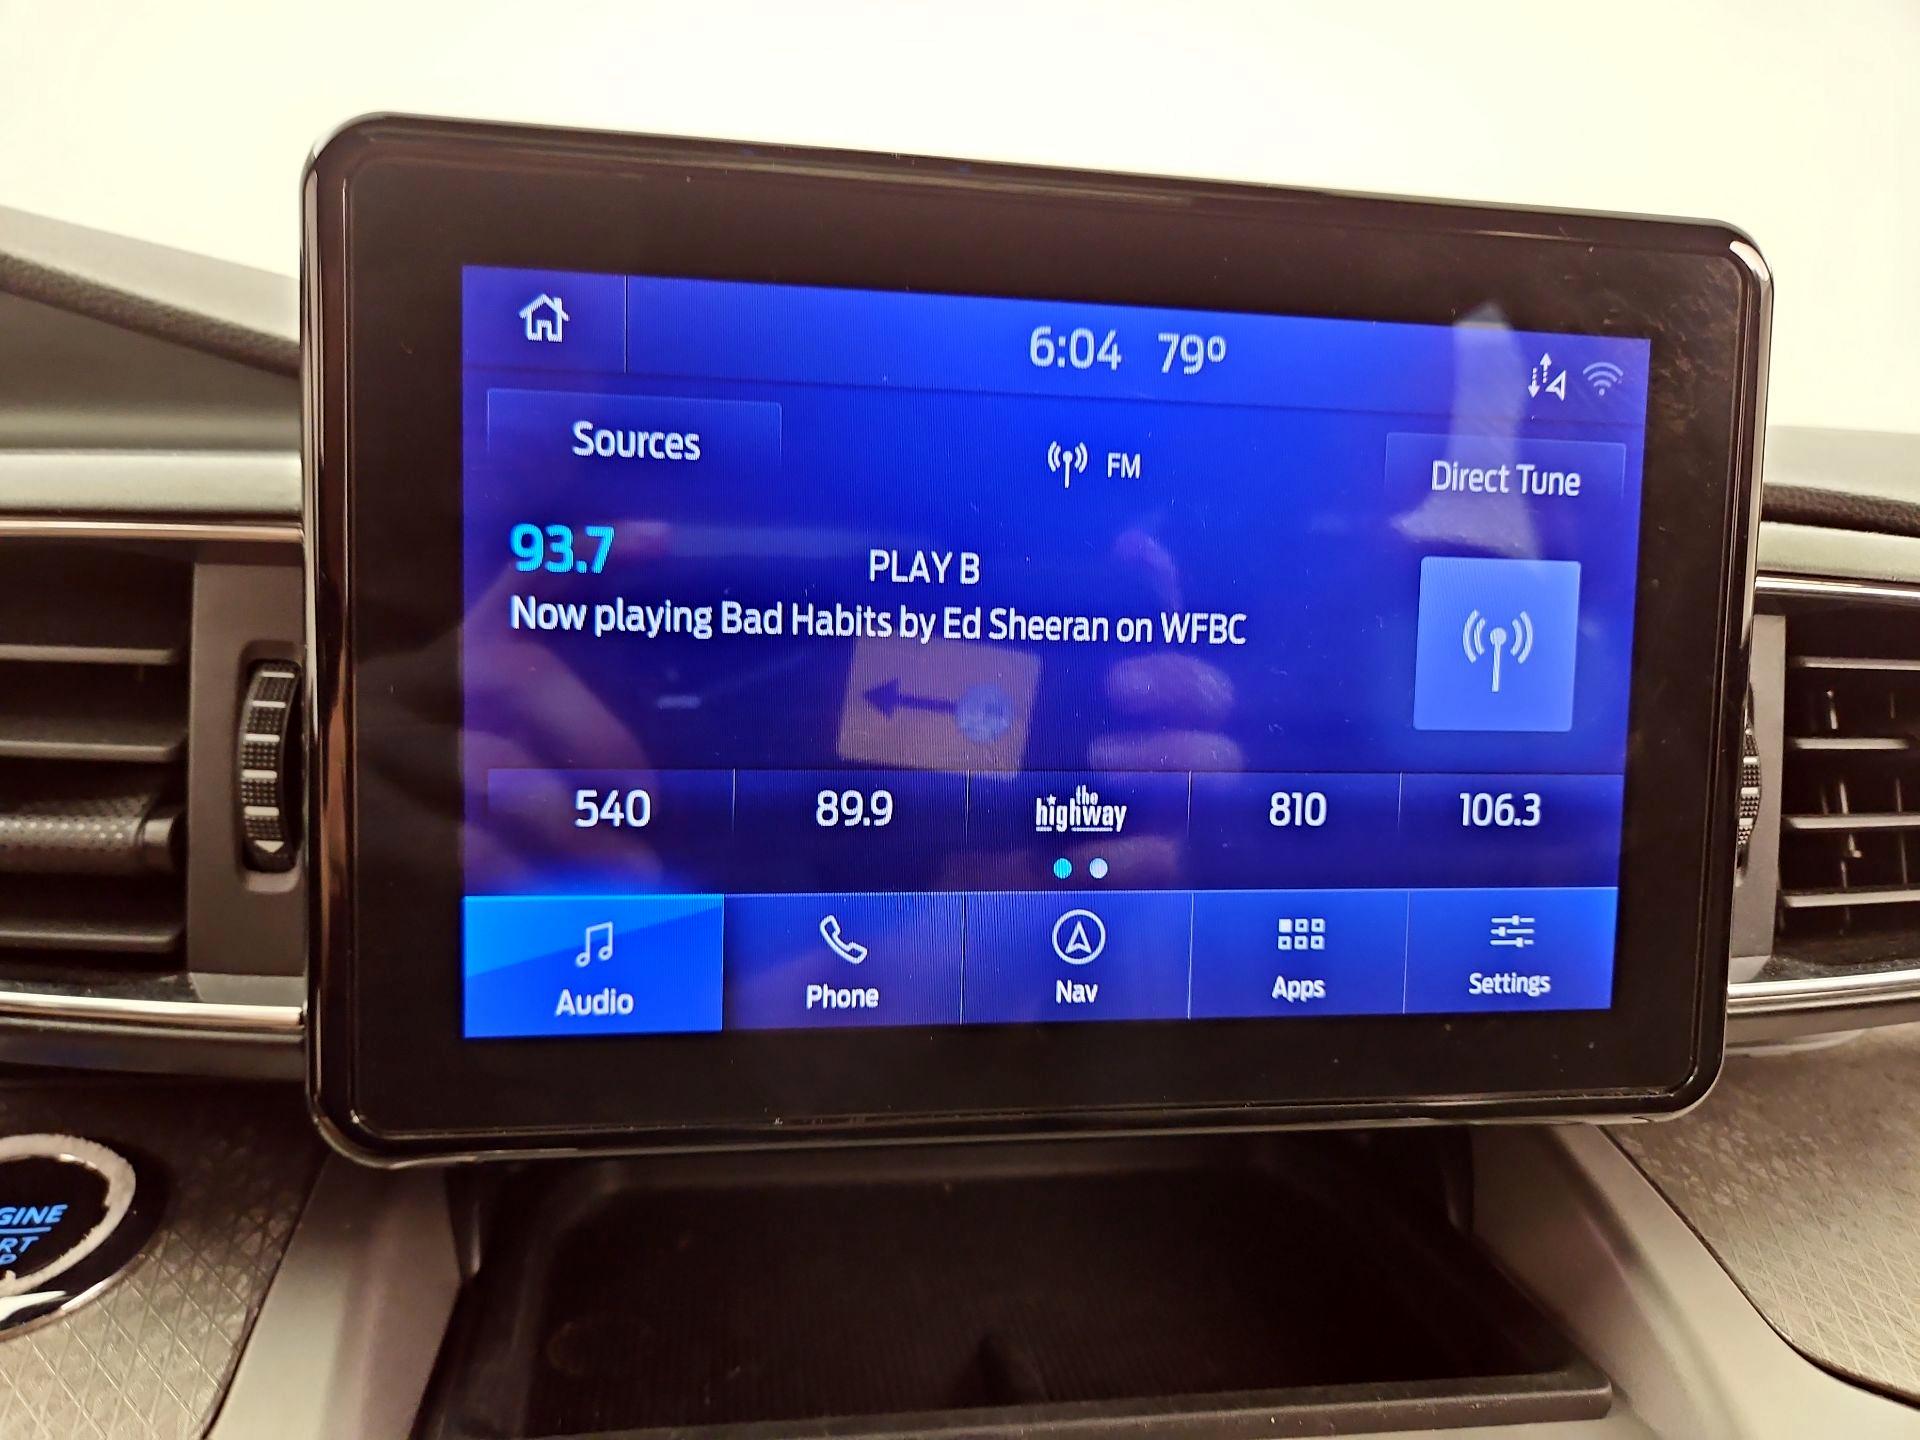 6:04 79°
Sources
FM
Direct Tune
93.7
PLAY B
Now playing Bad Habits by Ed Sheeran on WFBC
540
89.9
the
highway
810
106.3
Audio
Phone
Nav
Apps
Settings
GINE
RT
P